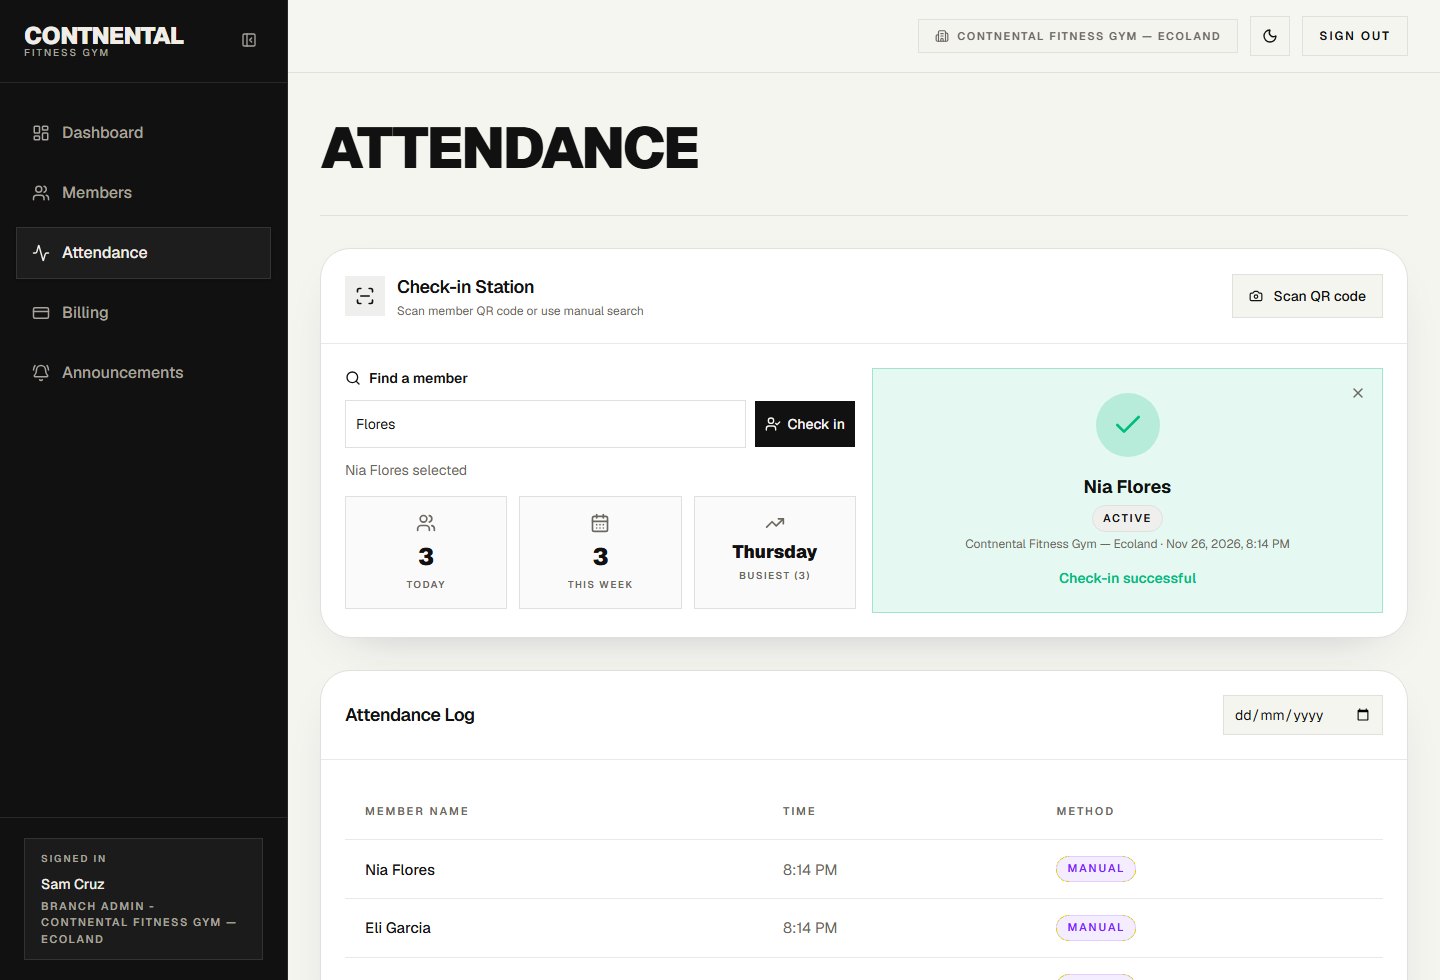 CONTNENTAL
FITNESS GYM
Dashboard
Members
Attendance
Billing
Announcements
SIGNED IN
Sam Cruz
BRANCH ADMIN -
CONTNENTAL FITNESS GYM —
ECOLAND
CONTNENTAL FITNESS GYM — ECOLAND
SIGN OUT
ATTENDANCE
Check-in Station
Scan member QR code or use manual search
Scan QR code
Find a member
Flores
Check in
Nia Flores selected
3
TODAY
3
THIS WEEK
Thursday
BUSIEST (3)
Nia Flores
ACTIVE
Contnental Fitness Gym — Ecoland · Nov 26, 2026, 8:14 PM
Check-in successful
Attendance Log
dd/mm/yyyy
MEMBER NAME TIME METHOD
Nia Flores 8:14 PM MANUAL
Eli Garcia 8:14 PM MANUAL